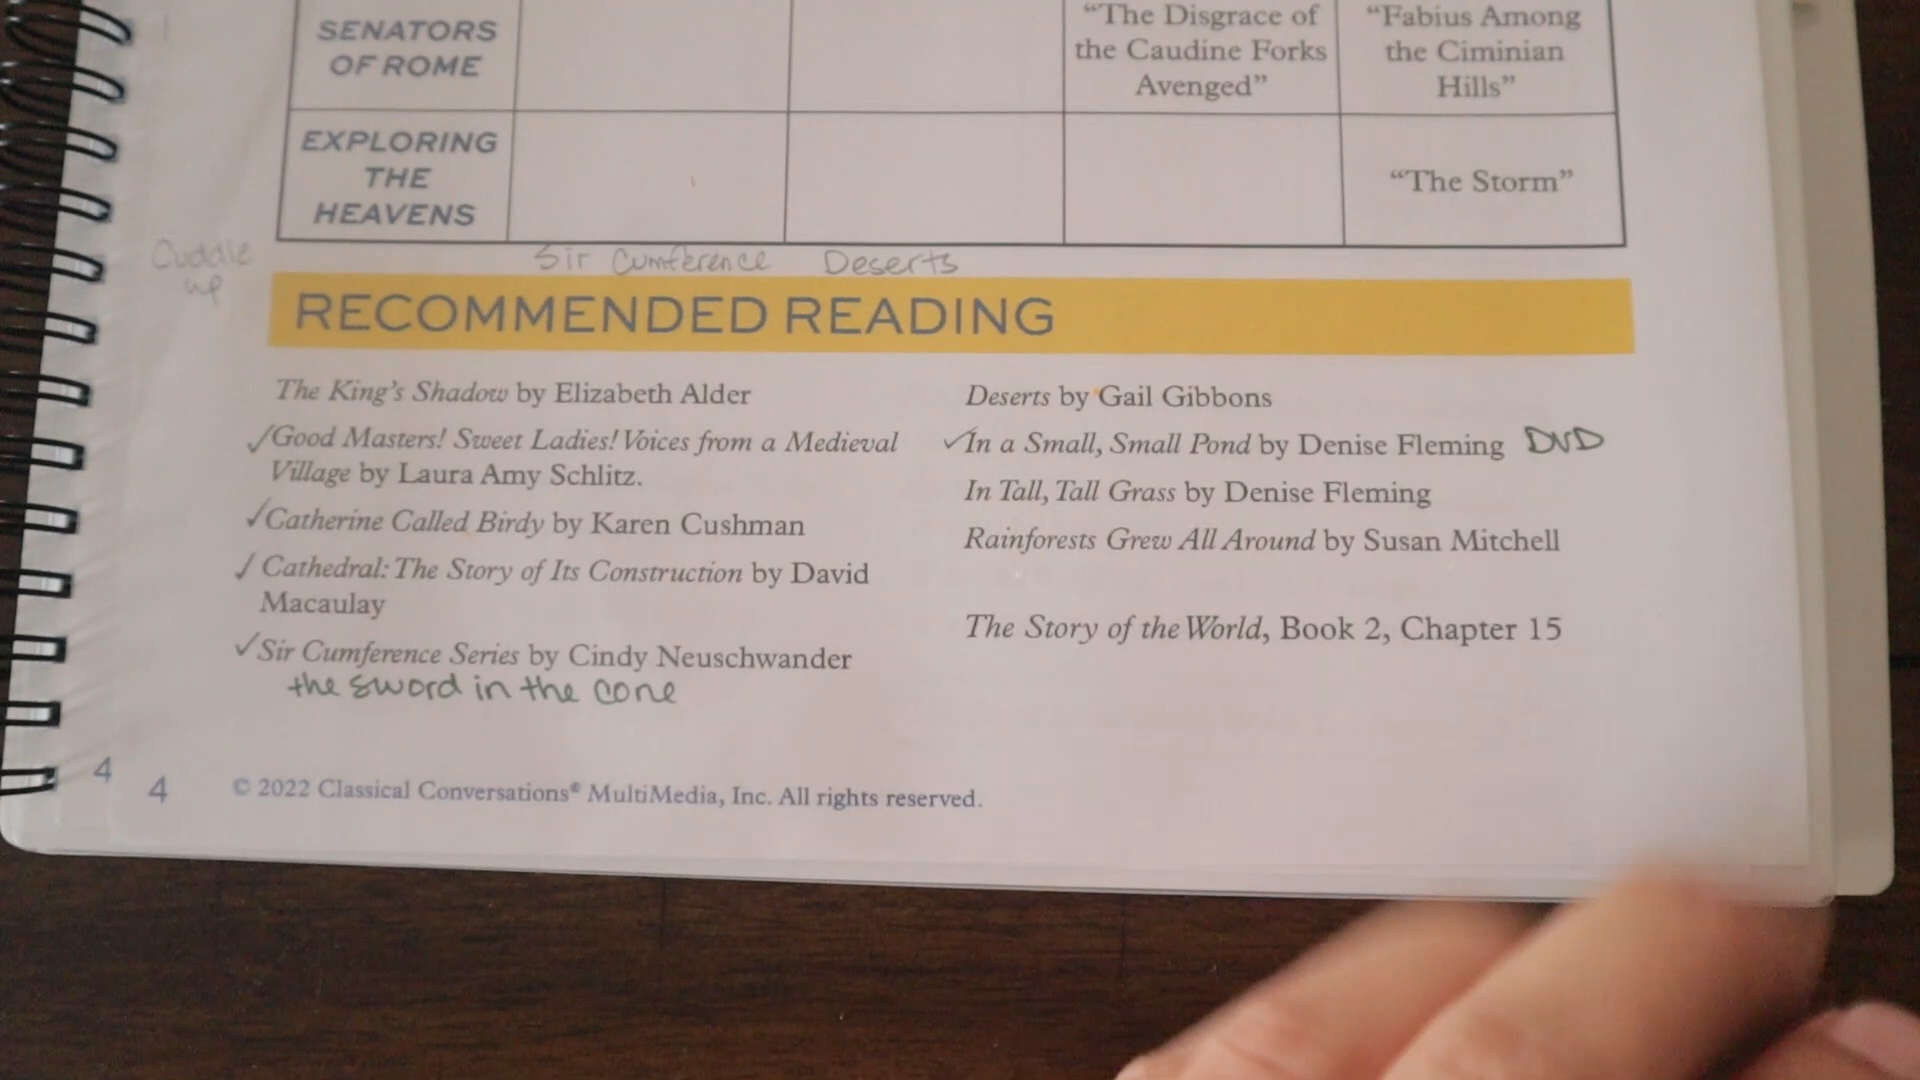 SENATORS
OF ROME
“The Disgrace of
the Caudine Forks
Avenged”
“Fabius Among
the Ciminian
Hills”
EXPLORING
THE
HEAVENS
“The Storm”
Cuddle
up
Sir Cumference Deserts
RECOMMENDED READING
The King’s Shadow by Elizabeth Alder
✓Good Masters! Sweet Ladies! Voices from a Medieval
Village by Laura Amy Schlitz.
✓Catherine Called Birdy by Karen Cushman
✓Cathedral: The Story of Its Construction by David
Macaulay
✓Sir Cumference Series by Cindy Neuschwander
the sword in the cone
Deserts by Gail Gibbons
✓In a Small, Small Pond by Denise Fleming DVD
In Tall, Tall Grass by Denise Fleming
Rainforests Grew All Around by Susan Mitchell
The Story of the World, Book 2, Chapter 15
4
4
© 2022 Classical Conversations® MultiMedia, Inc. All rights reserved.